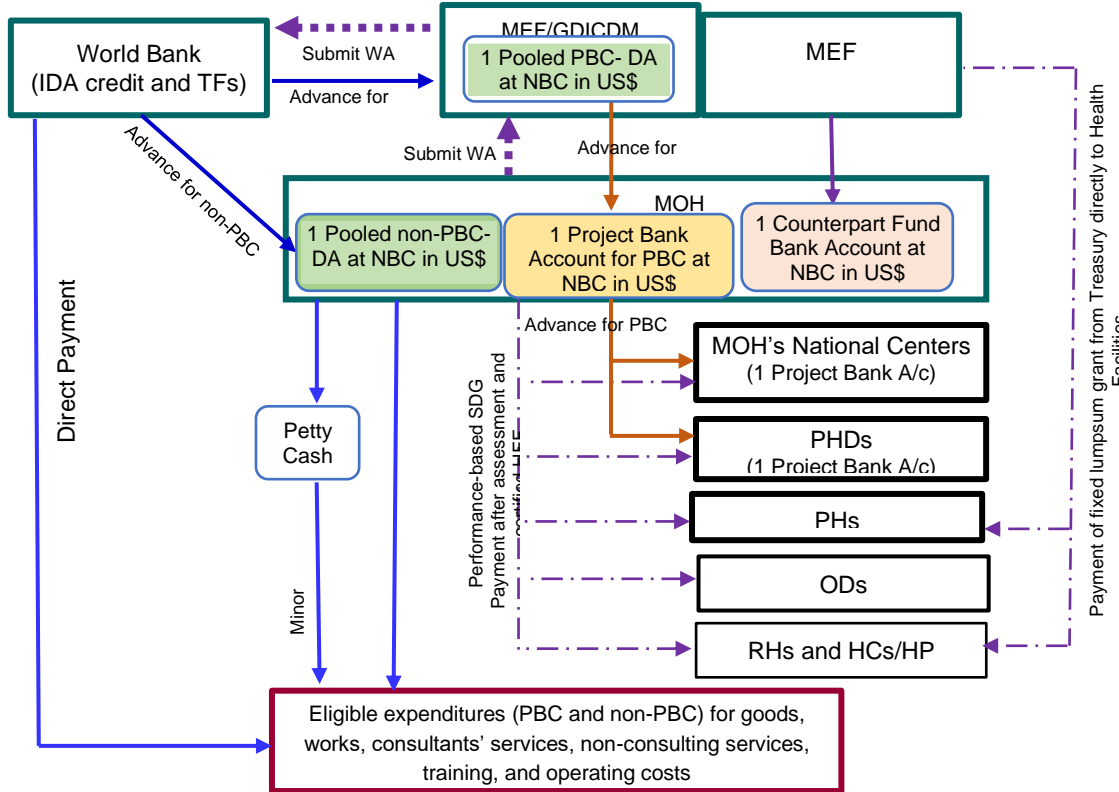 World Bank
(IDA credit and TFs)
Submit WA
Advance for
MEF/GDICDM
1 Pooled PBC- DA
at NBC in US$
MEF
Advance for non-PBC
Submit WA
Advance for
MOH
1 Pooled non-PBC-
DA at NBC in US$
1 Project Bank
Account for PBC at
NBC in US$
1 Counterpart Fund
Bank Account at
NBC in US$
Direct Payment
Advance for PBC
Petty
Cash
Minor
Performance-based SDG
Payment after assessment and
certified HEF
MOH's National Centers
(1 Project Bank A/c)
PHDs
(1 Project Bank A/c)
PHs
ODs
RHs and HCs/HP
Payment of fixed lumpsum grant from Treasury directly to Health
Facilities
Eligible expenditures (PBC and non-PBC) for goods,
works, consultants' services, non-consulting services,
training, and operating costs